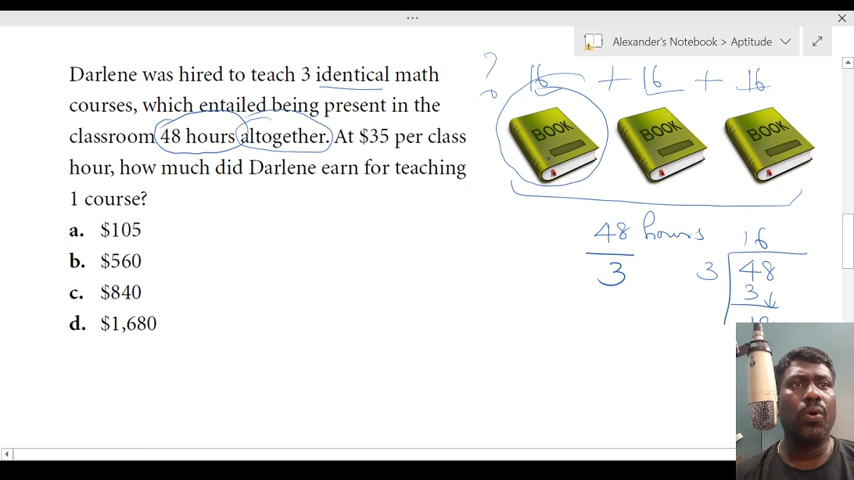 Alexander's Notebook > Aptitude
Darlene was hired to teach 3 identical math
courses, which entailed being present in the
classroom 48 hours altogether. At $35 per class
hour, how much did Darlene earn for teaching
1 course?
a. $105
b. $560
c. $840
d. $1,680
?
16 + 16 + 16
BOOK BOOK BOOK
48 hours
3
16
3 48
3